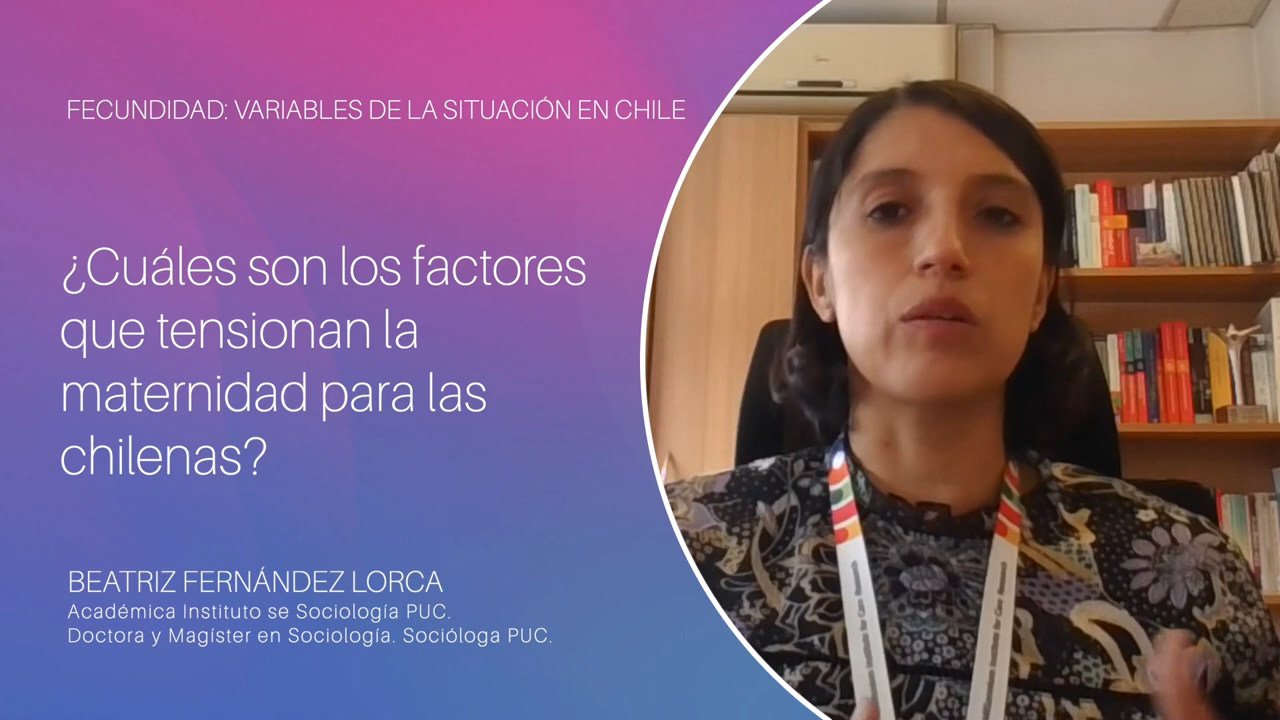 FECUNDIDAD: VARIABLES DE LA SITUACIÓN EN CHILE
¿Cuáles son los factores
que tensionan la
maternidad para las
chilenas?
BEATRIZ FERNÁNDEZ LORCA
Académica Instituto se Sociología PUC.
Doctora y Magíster en Sociología. Socióloga PUC.